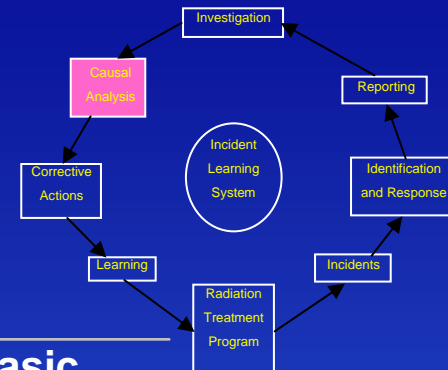 Investigation
Causal
Analysis
Reporting
Incident
Learning
System
Corrective
Actions
Identification
and Response
Learning
Incidents
Radiation
Treatment
Program